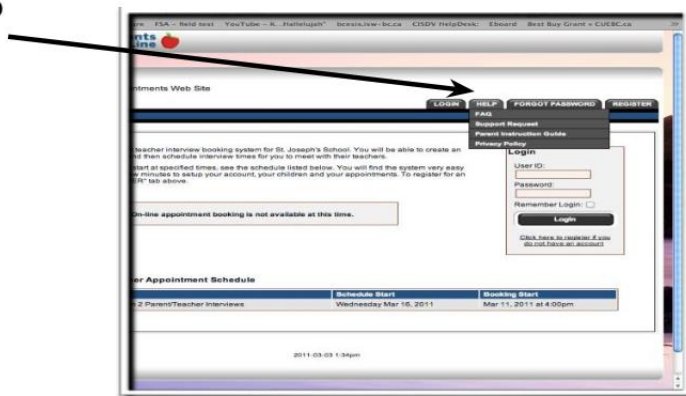 FSA - field test YouTube - K...Hallelujah" bcesis.isw-bc.ca CISDV HelpDesk: Eboard Best Buy Grant « CUEBC.ca
nts
Line
ntments Web Site
LOGIN HELP FORGOT PASSWORD REGISTER
FAQ
Support Request
Parent Instruction Guide
Privacy Policy
teacher interview booking system for St. Joseph's School. You will be able to create an
nd then schedule interview times for you to meet with their teachers.
start at specified times, see the schedule listed below. You will find the system very easy
w minutes to setup your account, your children and your appointments. To register for an
ER" tab above.
Login
User ID:
Password:
Remember Login:
Login
Click here to register if you
do not have an account
On-line appointment booking is not available at this time.
er Appointment Schedule
Schedule Start Booking Start
n 2 Parent/Teacher Interviews Wednesday Mar 16, 2011 Mar 11, 2011 at 4:00pm
2011-03-03 1:34pm